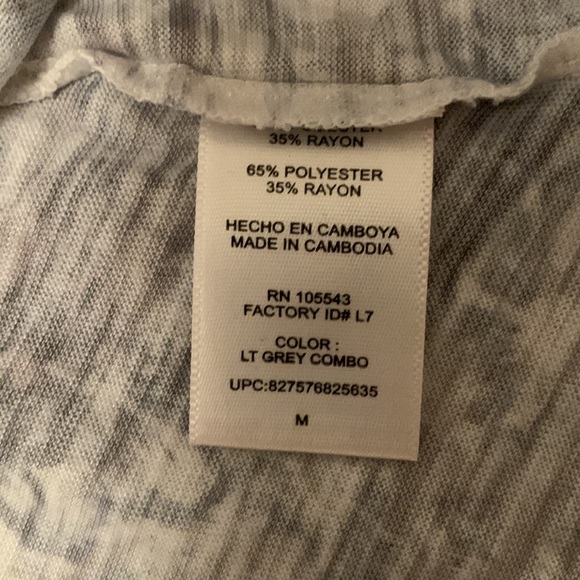 35% RAYON
65% POLYESTER
35% RAYON
HECHO EN CAMBOYA
MADE IN CAMBODIA
RN 105543
FACTORY ID# L7
COLOR :
LT GREY COMBO
UPC:827576825635
M